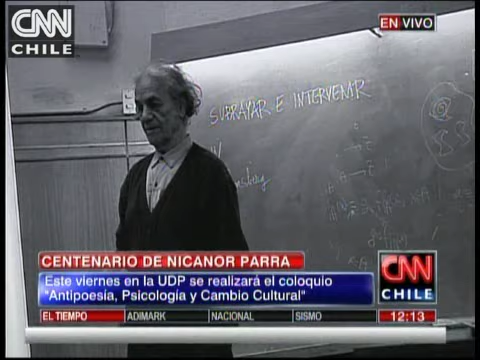 CNN
CHILE
EN VIVO
SUBRAYAR E INTERVENIR
CENTENARIO DE NICANOR PARRA
Este viernes en la UDP se realizará el coloquio
"Antipoesía, Psicología y Cambio Cultural"
CNN
CHILE
EL TIEMPO
ADIMARK
NACIONAL
SISMO
12:13